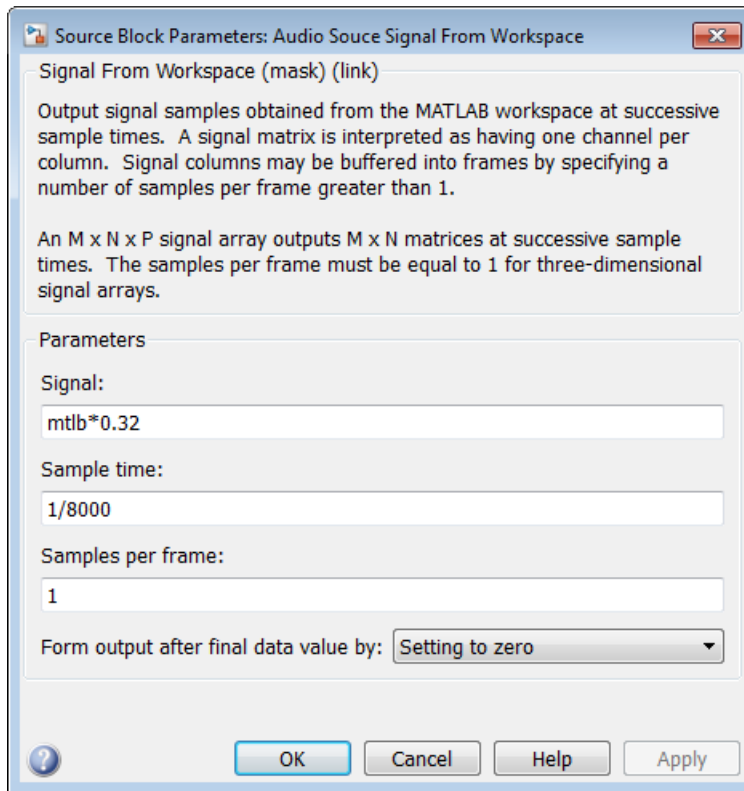 Source Block Parameters: Audio Souce Signal From Workspace
Signal From Workspace (mask) (link)
Output signal samples obtained from the MATLAB workspace at successive
sample times. A signal matrix is interpreted as having one channel per
column. Signal columns may be buffered into frames by specifying a
number of samples per frame greater than 1.
An M x N x P signal array outputs M x N matrices at successive sample
times. The samples per frame must be equal to 1 for three-dimensional
signal arrays.
Parameters
Signal:
mtlb*0.32
Sample time:
1/8000
Samples per frame:
1
Form output after final data value by: Setting to zero
? OK Cancel Help Apply